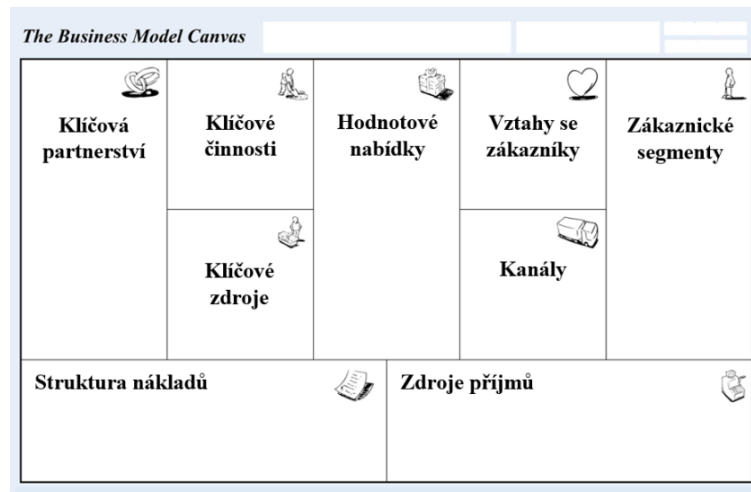 The Business Model Canvas
Klíčová
partnerství
Klíčové
činnosti
Klíčové
zdroje
Hodnotové
nabídky
Vztahy se
zákazníky
Kanály
Zákaznické
segmenty
Struktura nákladů
Zdroje příjmů